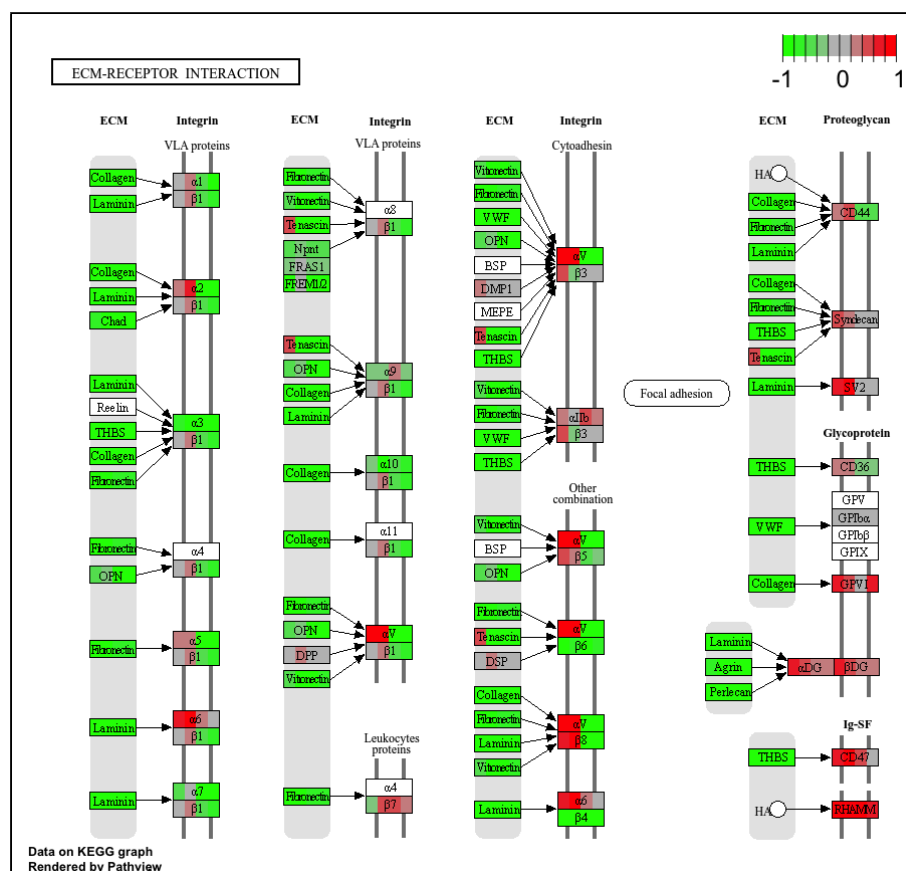 ECM-RECEPTOR INTERACTION
-1 0 1
ECM Integrin
VLA proteins
Collagen
Laminin
α1
β1
Collagen
Laminin
Chad
α2
β1
Laminin
Reelin
THBS
Collagen
Fibronectin
α3
β1
Fibronectin
OPN
α4
β1
Fibronectin
α5
β1
Laminin
α6
β1
Laminin
α7
β1
ECM Integrin
VLA proteins
Fibronectin
Vitronectin
Tenascin
Npnt
FRAS1
FREM1/2
α8
β1
Tenascin
OPN
Collagen
Laminin
α9
β1
Collagen
α10
β1
Collagen
α11
β1
Fibronectin
OPN
DPP
Vitronectin
αV
β1
Leukocytes
proteins
Fibronectin
α4
β7
ECM Integrin
Cytoadhesin
Vitronectin
Fibronectin
VWF
OPN
BSP
DMP1
MEPE
Tenascin
THBS
αV
β3
Vitronectin
Fibronectin
VWF
THBS
αIIb
β3
Other
combination
Vitronectin
BSP
OPN
αV
β5
Fibronectin
Tenascin
DSP
αV
β6
Collagen
Fibronectin
Laminin
Vitronectin
αV
β8
Laminin
α6
β4
Focal adhesion
ECM Proteoglycan
HA
Collagen
Fibronectin
Laminin
CD44
Collagen
Fibronectin
THBS
Tenascin
Syndecan
Laminin
SV2
Glycoprotein
THBS
CD36
VWF
GPV
GPIbα
GPIbβ
GPIX
Collagen
GPVI
Laminin
Agrin
Perlecan
αDG
βDG
Ig-SF
THBS
CD47
HA
RHAMM
Data on KEGG graph
Rendered by Pathview